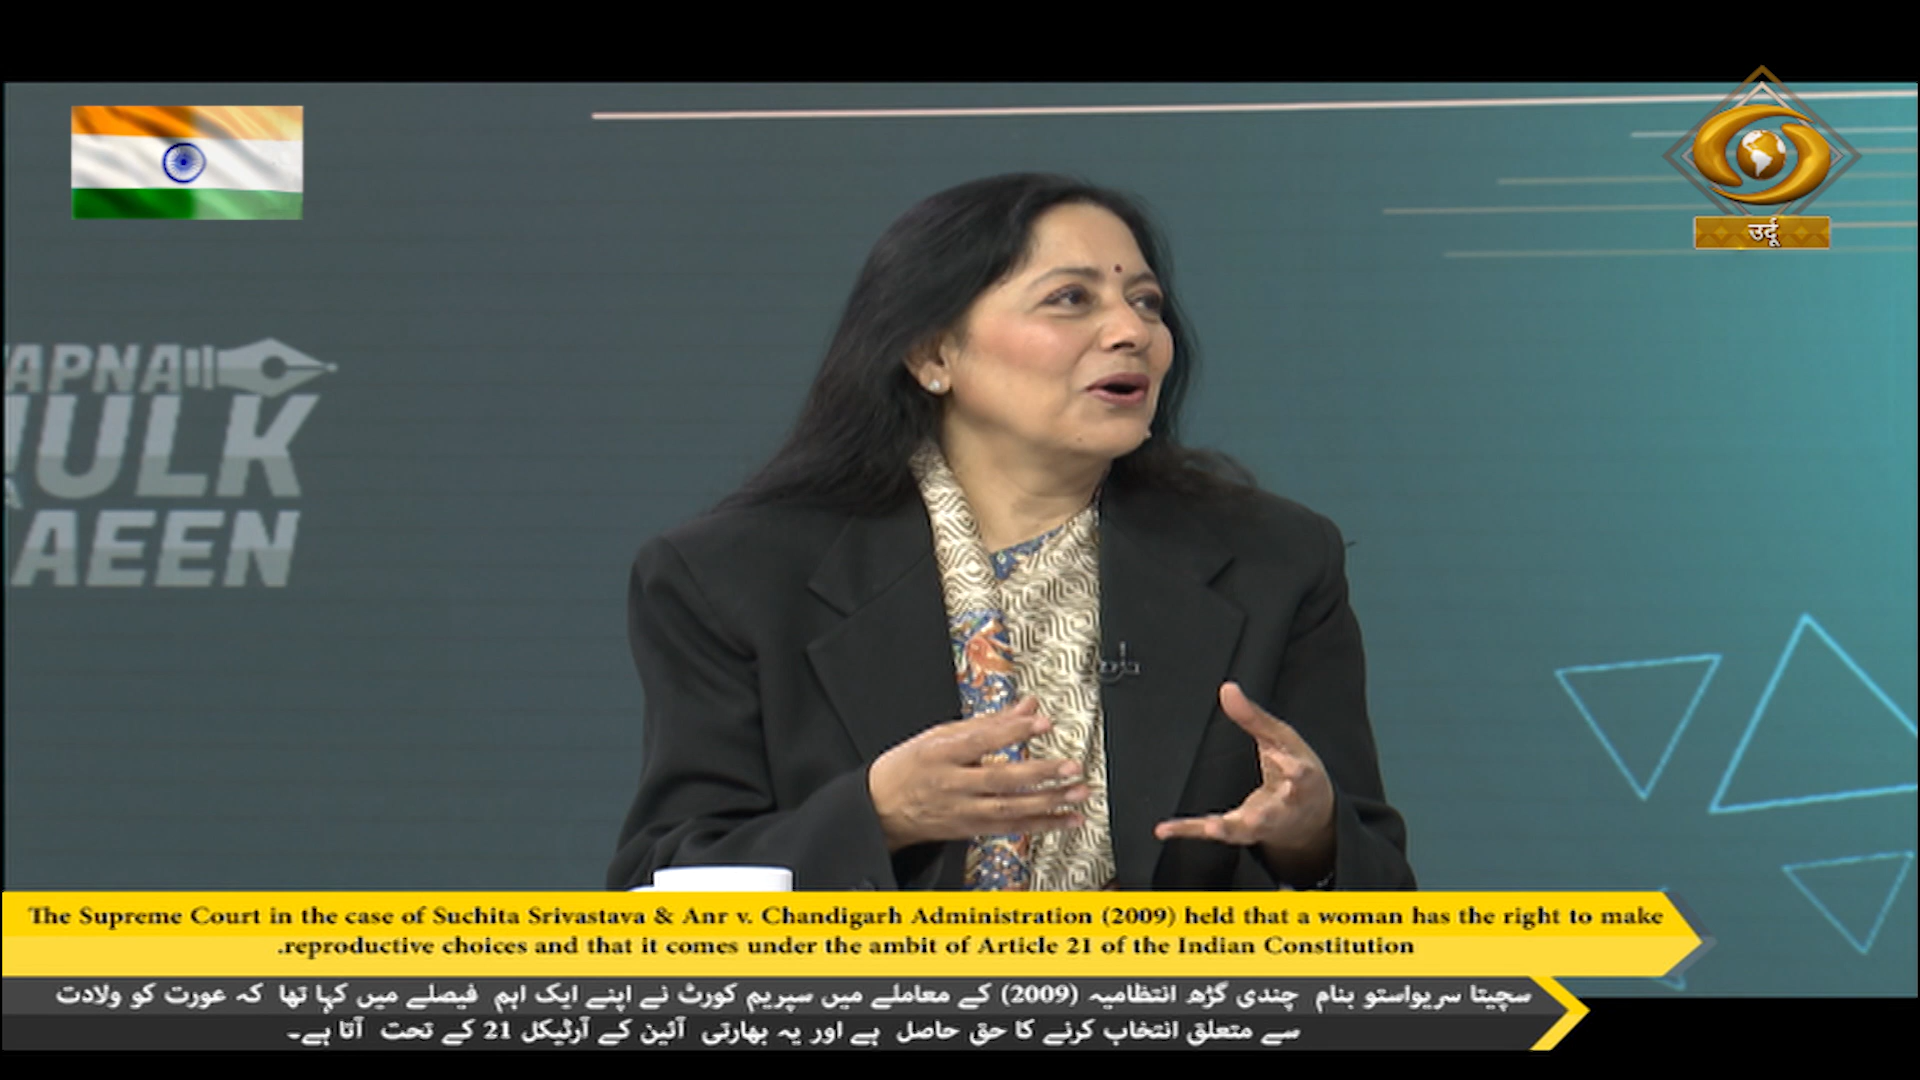 उर्दू
APNA
MULK
AEEN
The Supreme Court in the case of Suchita Srivastava & Anr v. Chandigarh Administration (2009) held that a woman has the right to make
.reproductive choices and that it comes under the ambit of Article 21 of the Indian Constitution
سچیتا سریواستو بنام چندی گڑھ انتظامیہ (2009) کے معاملے میں سپریم کورٹ نے اپنے ایک اہم فیصلے میں کہا تھا کہ عورت کو ولادت
سے متعلق انتخاب کرنے کا حق حاصل ہے اور یہ بھارتی آئین کے آرٹیکل 21 کے تحت آتا ہے۔